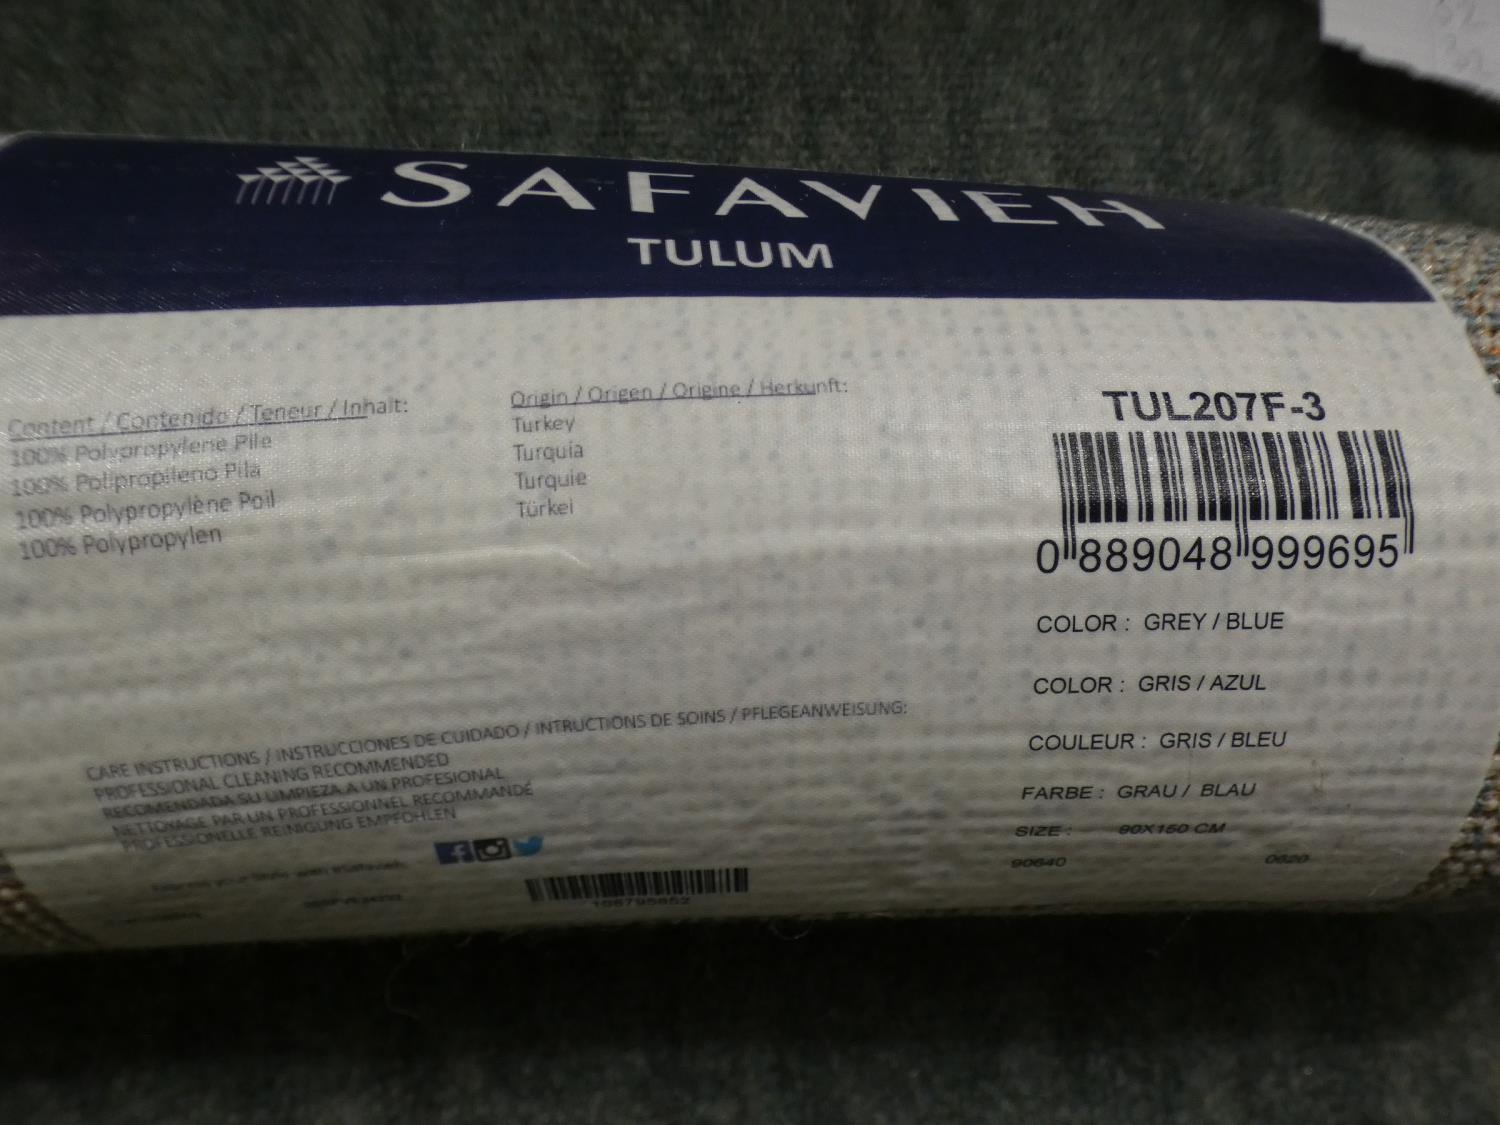 SAFAVIEH
TULUM
Content / Contenido / Teneur / Inhalt:
100% Polypropylene Pile
100% Polipropileno Pila
100% Polypropylène Poil
100% Polypropylen
Origin / Origen / Origine / Herkunft:
Turkey
Turquía
Turquie
Türkei
TUL207F-3
0 889048 999695
COLOR : GREY / BLUE
COLOR : GRIS / AZUL
COULEUR : GRIS / BLEU
FARBE : GRAU / BLAU
SIZE : 90X150 CM
90640 0620
CARE INSTRUCTIONS / INSTRUCCIONES DE CUIDADO / INTRUCTIONS DE SOINS / PFLEGEANWEISUNG:
PROFESSIONAL CLEANING RECOMMENDED
RECOMENDADA SU LIMPIEZA A UN PROFESIONAL
NETTOYAGE PAR UN PROFESSIONNEL RECOMMANDÉ
PROFESSIONELLE REINIGUNG EMPFOHLEN